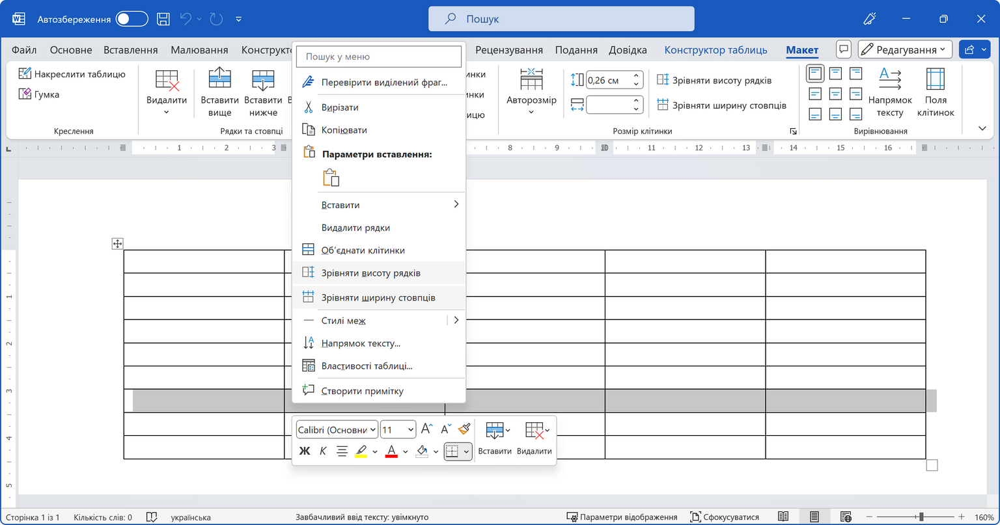 Автозбереження
Пошук
Файл Основне Вставлення Малювання Конструкт Рецензування Подання Довідка Конструктор таблиць Макет Редагування
Накреслити таблицю
Гумка
Креслення
Видалити
Вставити вище
Вставити нижче
Рядки та стовпці
Авторозмір
0,26 см
Зрівняти висоту рядків
Зрівняти ширину стовпців
Розмір клітинки
Напрямок тексту
Поля клітинок
Вирівнювання
1 2 3 8 9 10 11 12 13 14 15 16
Пошук у меню
Перевірити виділений фраг...
Вирізати
Копіювати
Параметри вставлення:
Вставити
Видалити рядки
Об’єднати клітинки
Зрівняти висоту рядків
Зрівняти ширину стовпців
Стилі меж
Напрямок тексту...
Властивості таблиці...
Створити примітку
1
2
3
4
5
Calibri (Основни 11
Ж К
Вставити Видалити
Сторінка 1 із 1 Кількість слів: 0 українська Завбачливий ввід тексту: увімкнуто Параметри відображення Сфокусуватися 160%